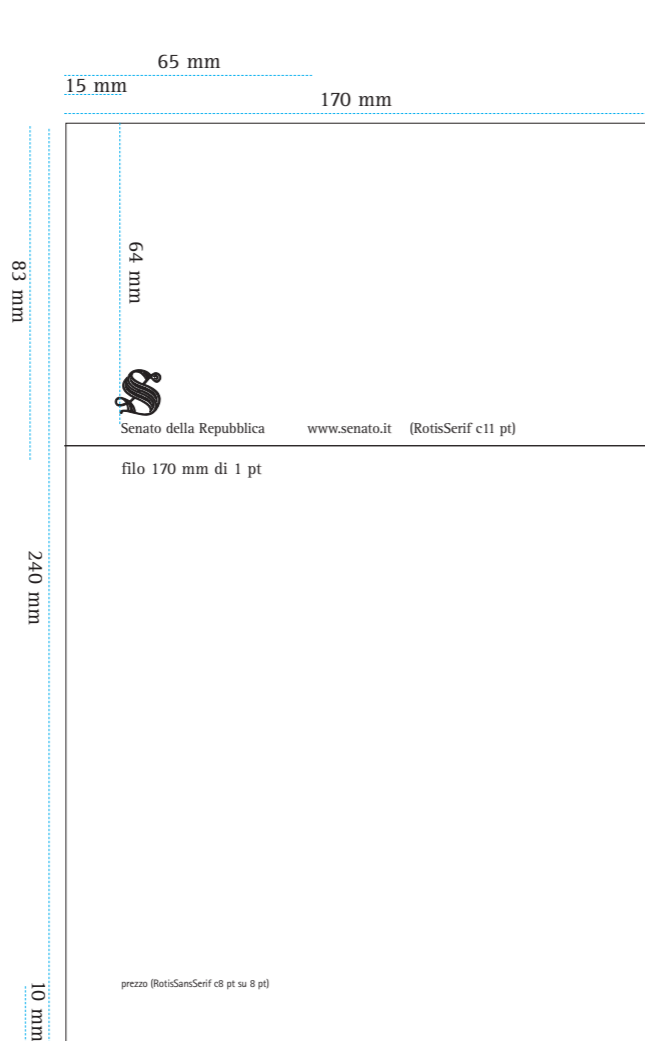 65 mm
15 mm
170 mm
64 mm
83 mm
S
Senato della Repubblica www.senato.it (RotisSerif c11 pt)
filo 170 mm di 1 pt
240 mm
prezzo (RotisSansSerif c8 pt su 8 pt)
10 mm